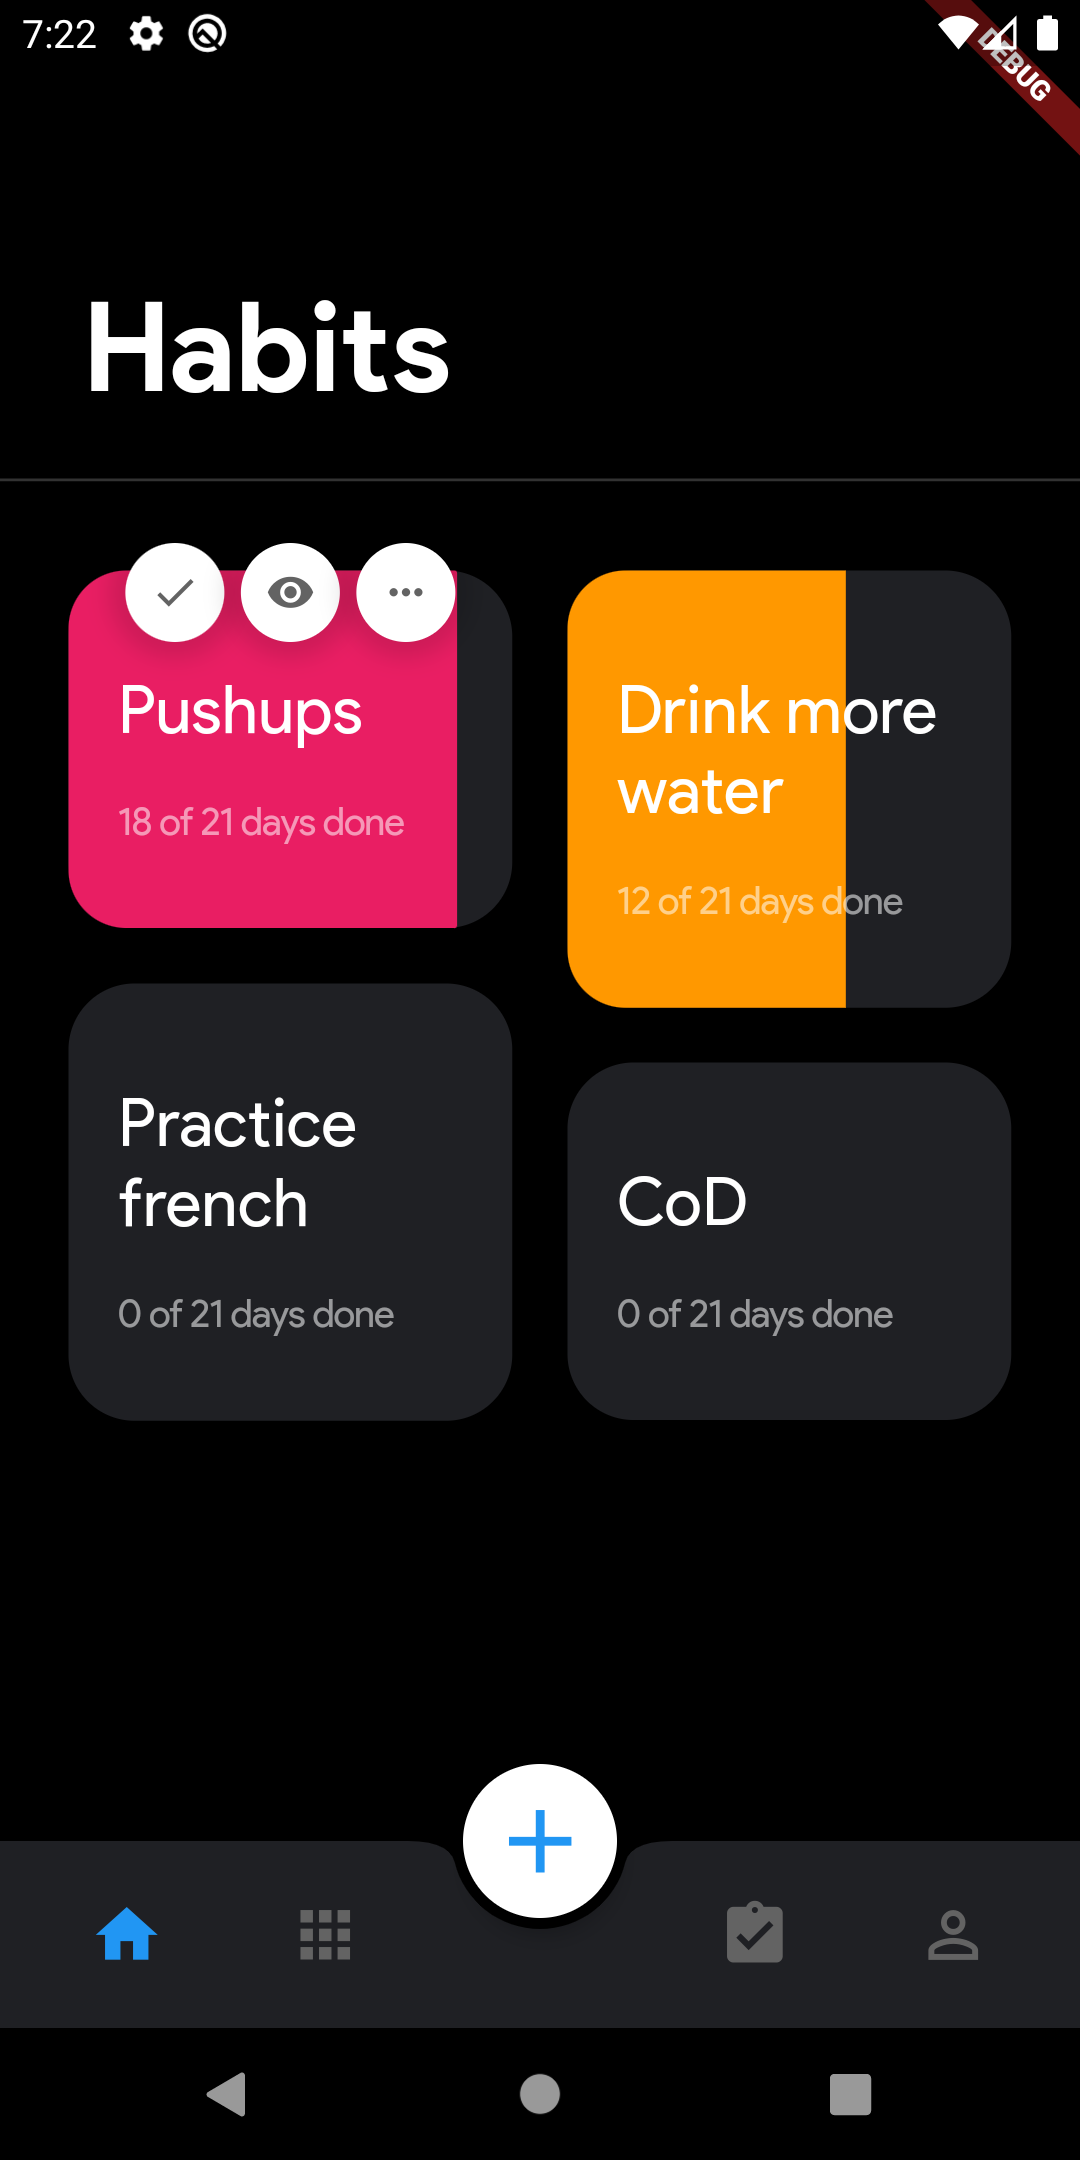 7:22
DEBUG
Habits
Pushups
18 of 21 days done
Drink more
water
12 of 21 days done
Practice
french
0 of 21 days done
CoD
0 of 21 days done